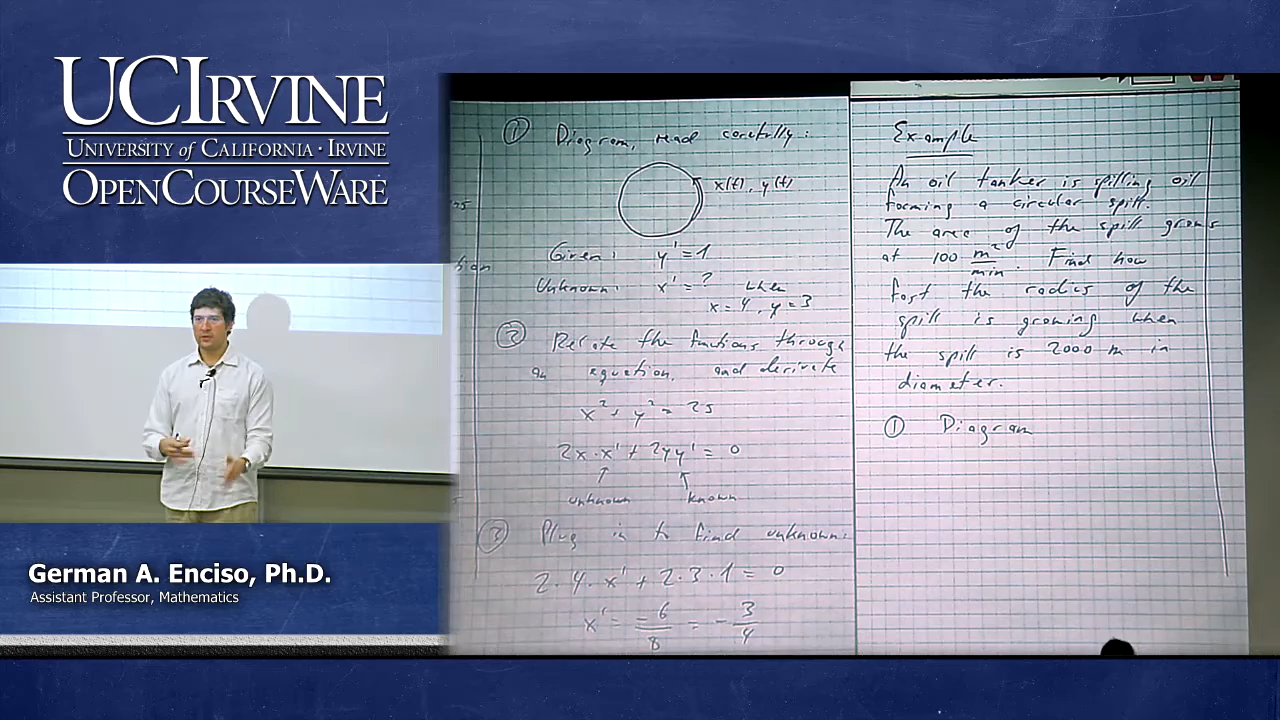 UCIRVINE
UNIVERSITY of CALIFORNIA · IRVINE
OPENCOURSEWARE
German A. Enciso, Ph.D.
Assistant Professor, Mathematics
① Diagram, read carefully:
x(t), y(t)
Given: y' = 1
Unknown: x' = ? when
x = 4, y = 3
② Relate the functions through
an equation, and derivate
x² + y² = 25
2x · x' + 2yy' = 0
unknown known
③ Plug in to find unknown:
2 · 4 · x' + 2 · 3 · 1 = 0
x' = -6/8 = -3/4
Example
An oil tanker is spilling oil
forming a circular spill.
The area of the spill grows
at 100 m²/min. Find how
fast the radius of the
spill is growing when
the spill is 2000 m in
diameter.
① Diagram